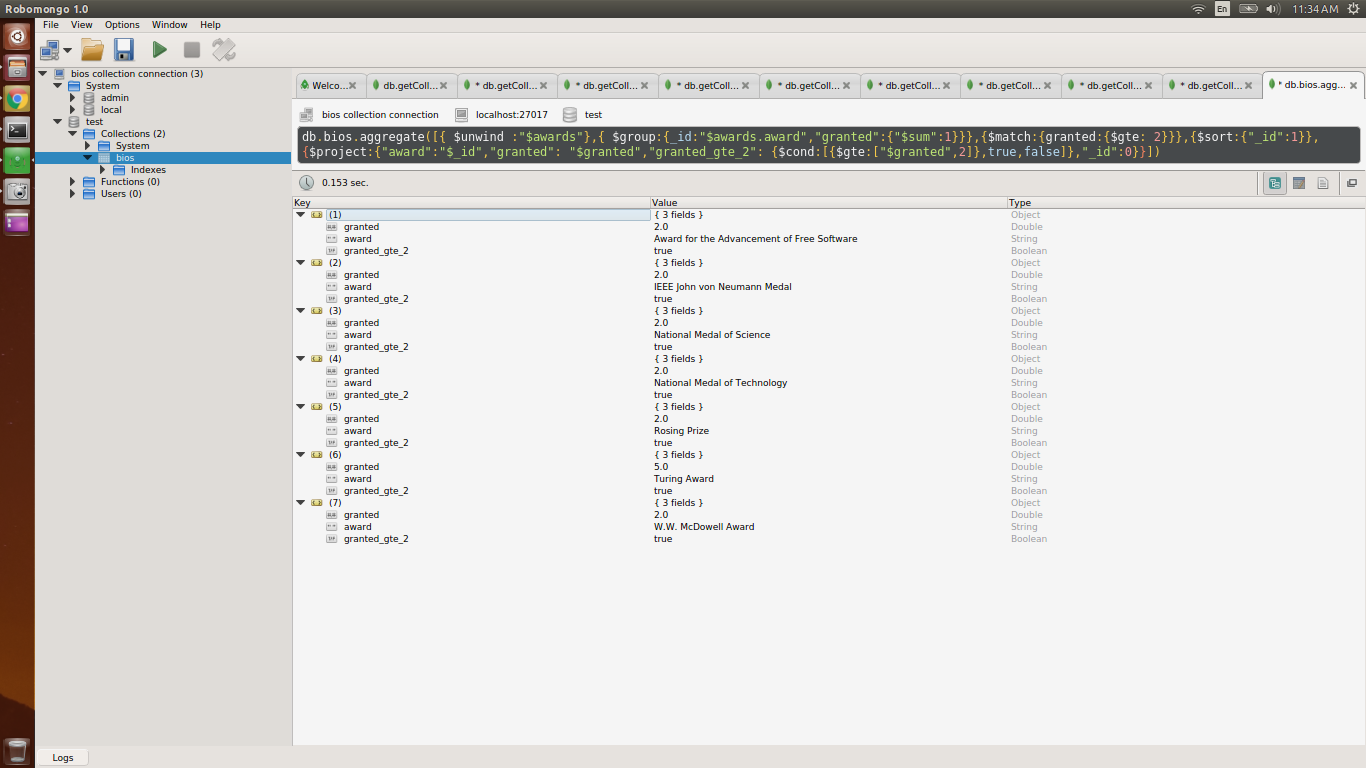 Robomongo 1.0
En
11:34 AM
File View Options Window Help
bios collection connection (3)
System
admin
local
test
Collections (2)
System
bios
Indexes
Functions (0)
Users (0)
Welco... db.getColl... * db.getColl... * db.getColl... * db.getColl... * db.getColl... * db.getColl... * db.getColl... * db.getColl... * db.getColl... * db.bios.agg...
bios collection connection localhost:27017 test
db.bios.aggregate([{ $unwind :"$awards"},{ $group:{_id:"$awards.award","granted":{"$sum":1}}},{$match:{granted:{$gte: 2}}},{$sort:{"_id":1}},
{$project:{"award":"$_id","granted": "$granted","granted_gte_2": {$cond:[{$gte:["$granted",2]},true,false]},"_id":0}}])
0.153 sec.
Key Value Type
(1) { 3 fields } Object
granted 2.0 Double
award Award for the Advancement of Free Software String
granted_gte_2 true Boolean
(2) { 3 fields } Object
granted 2.0 Double
award IEEE John von Neumann Medal String
granted_gte_2 true Boolean
(3) { 3 fields } Object
granted 2.0 Double
award National Medal of Science String
granted_gte_2 true Boolean
(4) { 3 fields } Object
granted 2.0 Double
award National Medal of Technology String
granted_gte_2 true Boolean
(5) { 3 fields } Object
granted 2.0 Double
award Rosing Prize String
granted_gte_2 true Boolean
(6) { 3 fields } Object
granted 5.0 Double
award Turing Award String
granted_gte_2 true Boolean
(7) { 3 fields } Object
granted 2.0 Double
award W.W. McDowell Award String
granted_gte_2 true Boolean
Logs